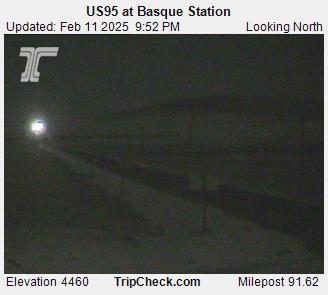 US95 at Basque Station
Updated: Feb 11 2025 9:52 PM Looking North
Elevation 4460 TripCheck.com Milepost 91.62